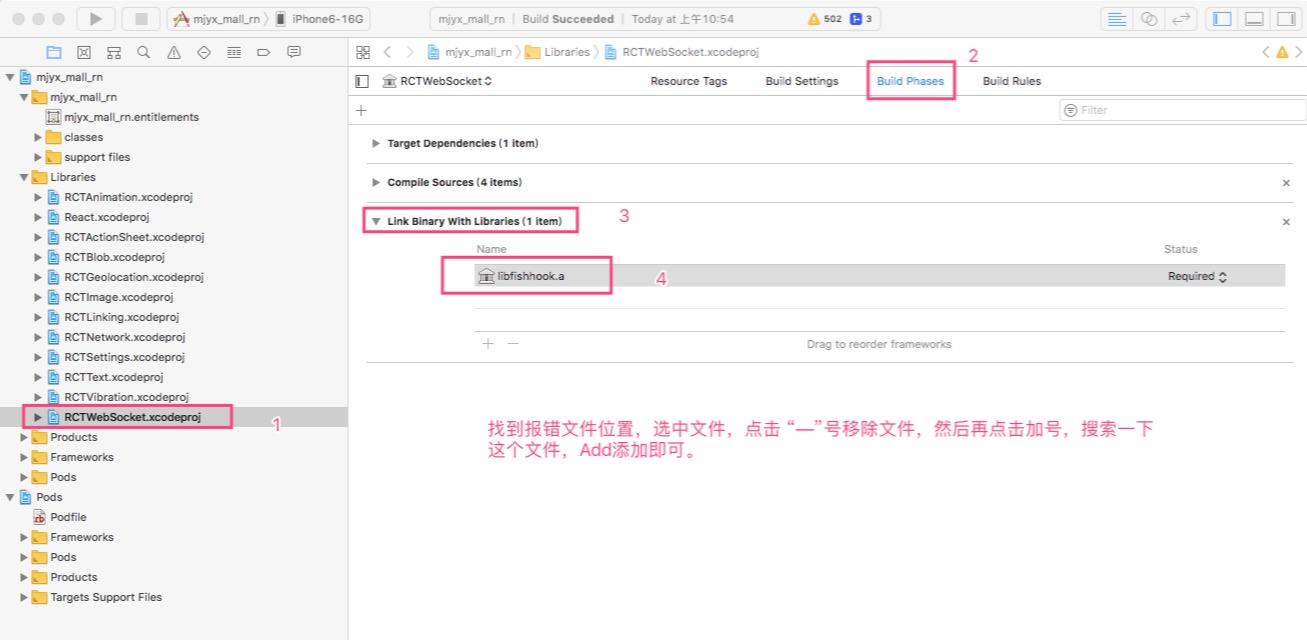 mjyx_mall_rn 〉 iPhone6-16G
mjyx_mall_rn | Build Succeeded | Today at 上午10:54
502
3
mjyx_mall_rn 〉 Libraries 〉 RCTWebSocket.xcodeproj
RCTWebSocket
Resource Tags
Build Settings
Build Phases
2
Build Rules
Filter
mjyx_mall_rn
mjyx_mall_rn
mjyx_mall_rn.entitlements
classes
support files
Libraries
RCTAnimation.xcodeproj
React.xcodeproj
RCTActionSheet.xcodeproj
RCTBlob.xcodeproj
RCTGeolocation.xcodeproj
RCTImage.xcodeproj
RCTLinking.xcodeproj
RCTNetwork.xcodeproj
RCTSettings.xcodeproj
RCTText.xcodeproj
RCTVibration.xcodeproj
RCTWebSocket.xcodeproj
1
Products
Frameworks
Pods
Pods
Podfile
Frameworks
Pods
Products
Targets Support Files
Target Dependencies (1 item)
Compile Sources (4 items)
Link Binary With Libraries (1 item)
3
Name
Status
libfishhook.a
4
Required
Drag to reorder frameworks
找到报错文件位置，选中文件，点击 “—”号移除文件，然后再点击加号，搜索一下
这个文件，Add添加即可。